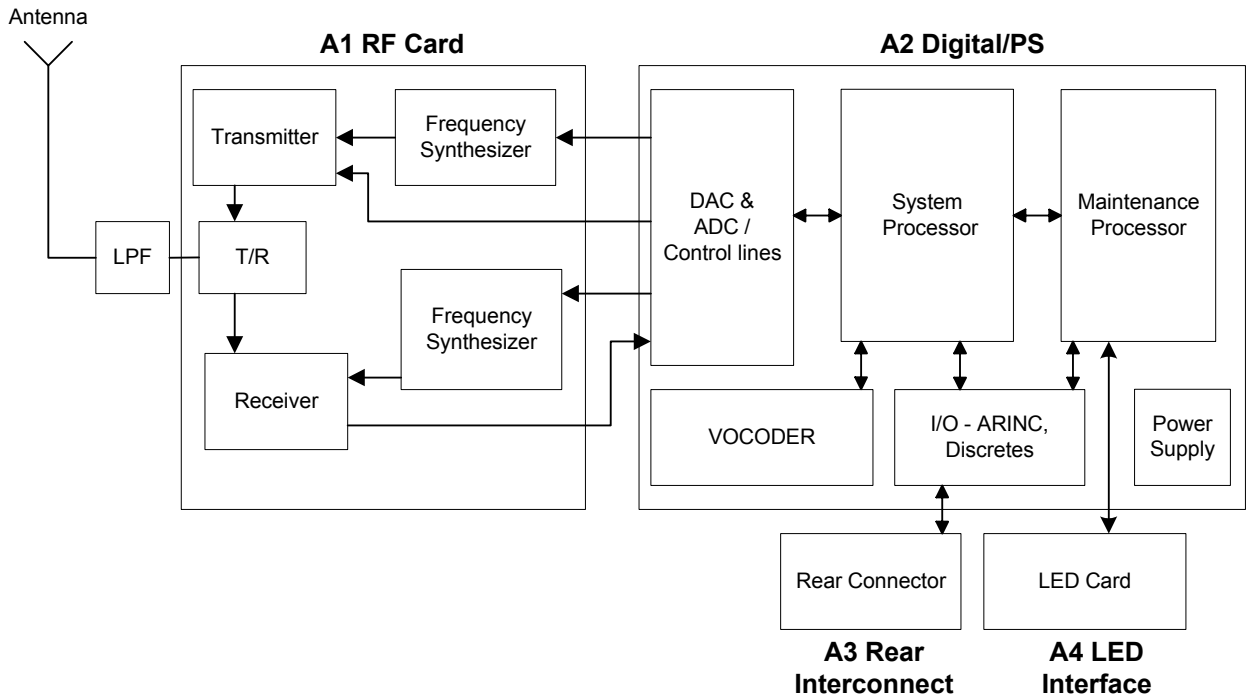 Antenna
A1 RF Card
A2 Digital/PS
Transmitter
Frequency
Synthesizer
DAC &
ADC /
Control lines
System
Processor
Maintenance
Processor
LPF
T/R
Frequency
Synthesizer
Receiver
VOCODER
I/O - ARINC,
Discretes
Power
Supply
Rear Connector
LED Card
A3 Rear
Interconnect
A4 LED
Interface